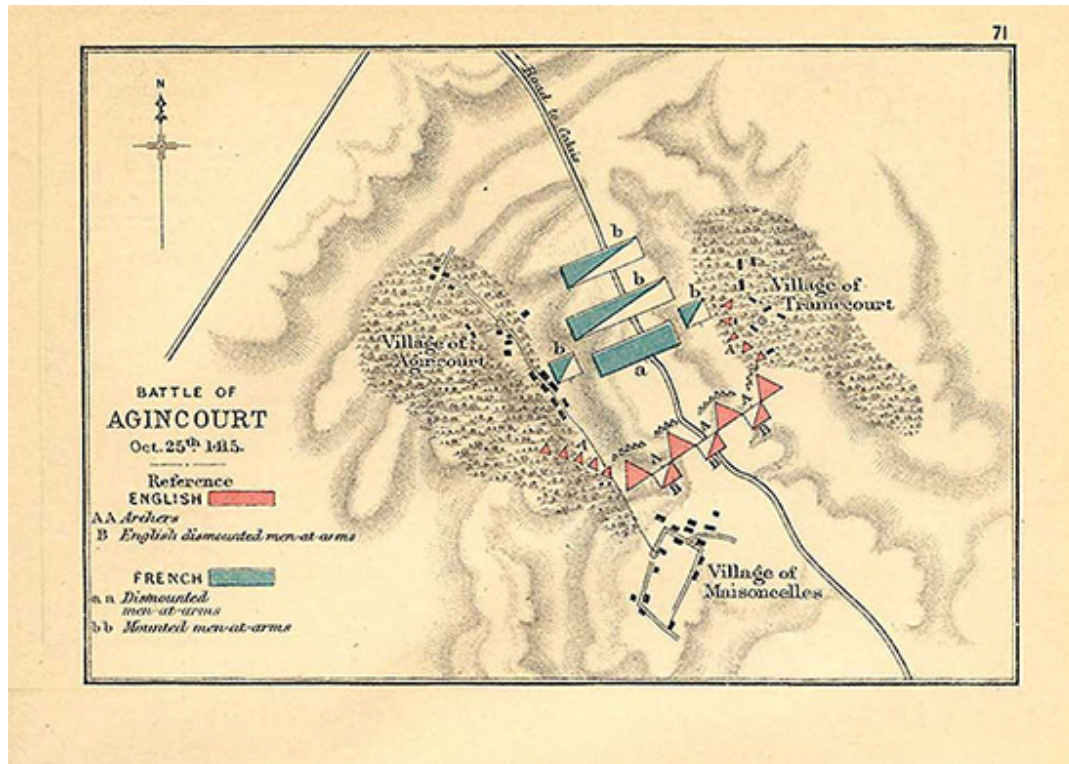 71
N
Road to Calais
b
b
b
Village of
Tramecourt
A
Village of
Agincourt
b
a
A
A
B
A
B
A
B
BATTLE OF
AGINCOURT
Oct. 25th 1415.
Reference
ENGLISH
AA Archers
B English dismounted men-at-arms
FRENCH
a a Dismounted
men-at-arms
b b Mounted men-at-arms
Village of
Maisoncelles